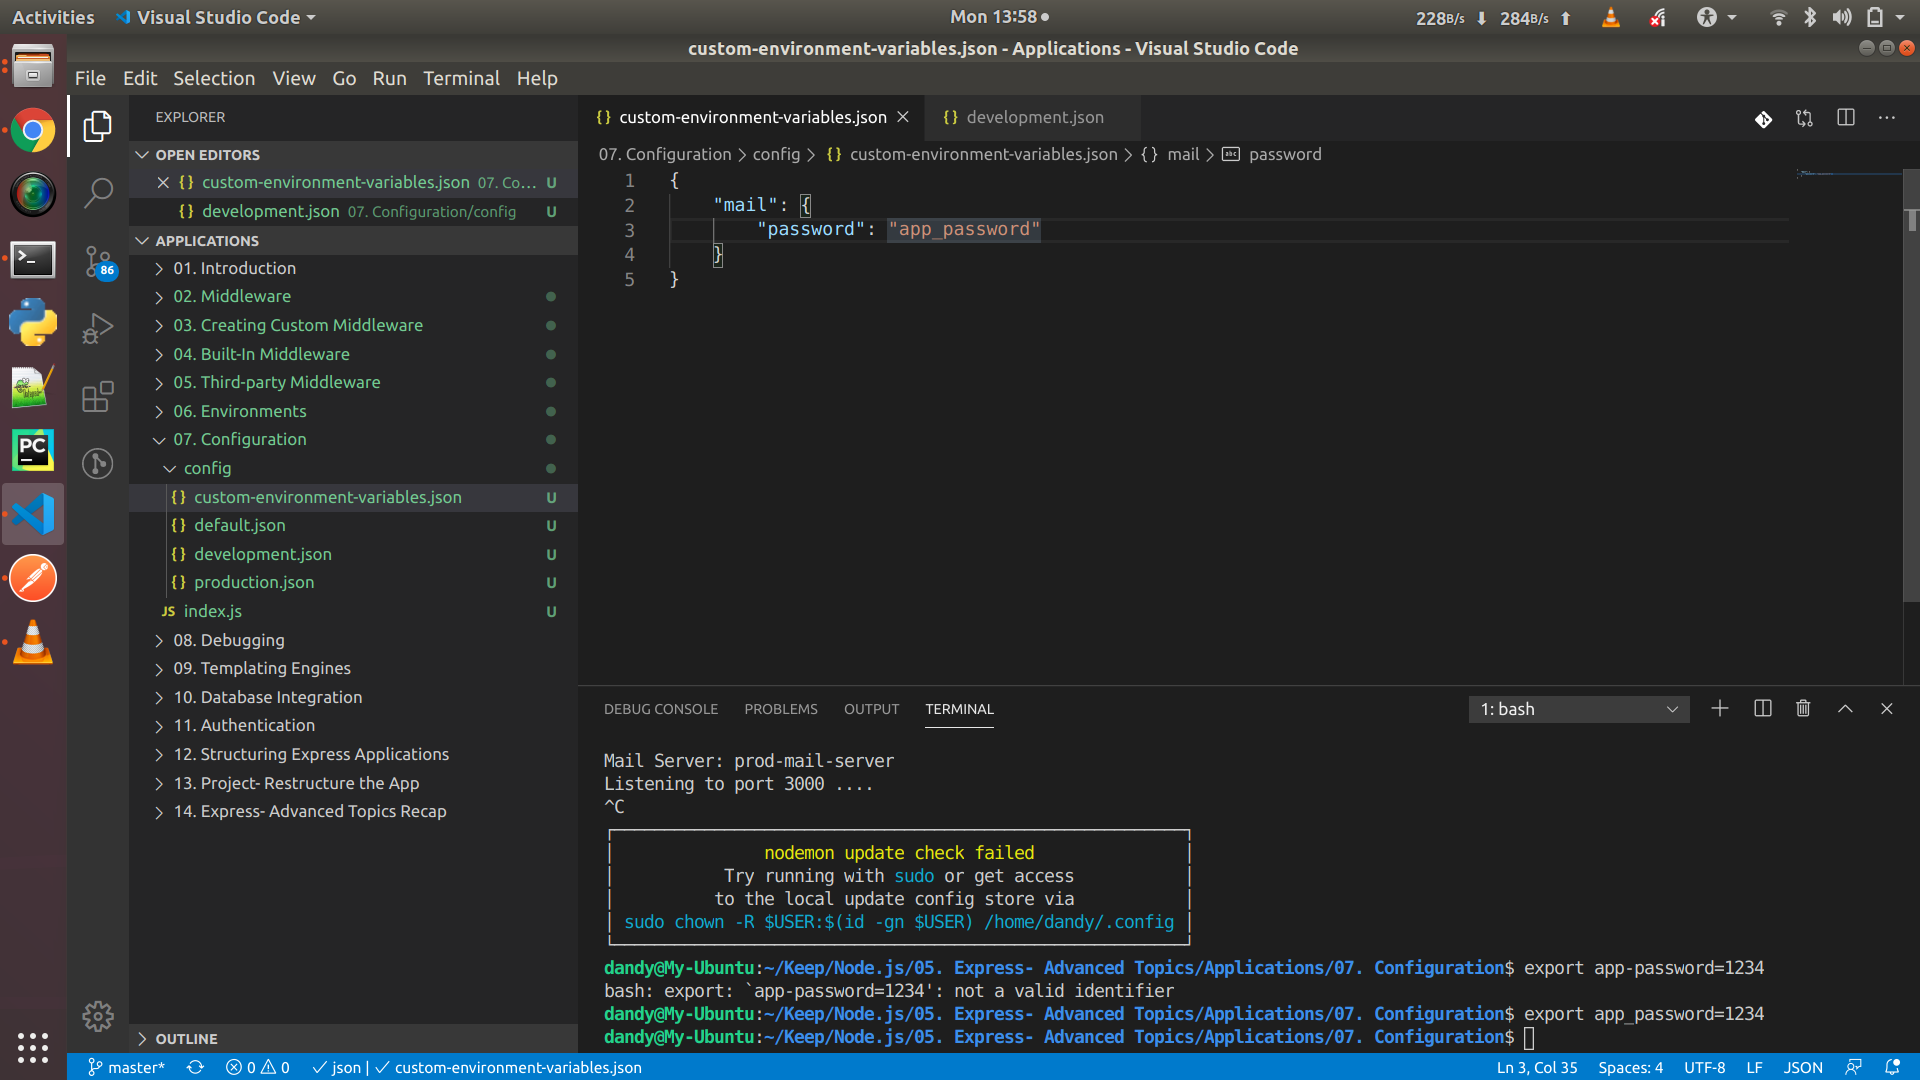 Activities Visual Studio Code Mon 13:58 228B/s 284B/s
custom-environment-variables.json - Applications - Visual Studio Code
File Edit Selection View Go Run Terminal Help
EXPLORER
OPEN EDITORS
custom-environment-variables.json 07. Co... U
development.json 07. Configuration/config U
APPLICATIONS
01. Introduction
02. Middleware
03. Creating Custom Middleware
04. Built-In Middleware
05. Third-party Middleware
06. Environments
07. Configuration
config
{} custom-environment-variables.json U
{} default.json U
{} development.json U
{} production.json U
JS index.js U
08. Debugging
09. Templating Engines
10. Database Integration
11. Authentication
12. Structuring Express Applications
13. Project- Restructure the App
14. Express- Advanced Topics Recap
OUTLINE
86
PC
{} custom-environment-variables.json {} development.json
07. Configuration > config > {} custom-environment-variables.json > {} mail > abc password
1 {
2 "mail": {
3 "password": "app_password"
4 }
5 }
DEBUG CONSOLE PROBLEMS OUTPUT TERMINAL 1: bash
Mail Server: prod-mail-server
Listening to port 3000 ....
^C
nodemon update check failed
Try running with sudo or get access
to the local update config store via
sudo chown -R $USER:$(id -gn $USER) /home/dandy/.config
dandy@My-Ubuntu:~/Keep/Node.js/05. Express- Advanced Topics/Applications/07. Configuration$ export app-password=1234
bash: export: `app-password=1234': not a valid identifier
dandy@My-Ubuntu:~/Keep/Node.js/05. Express- Advanced Topics/Applications/07. Configuration$ export app_password=1234
dandy@My-Ubuntu:~/Keep/Node.js/05. Express- Advanced Topics/Applications/07. Configuration$
master* 0 0 json | custom-environment-variables.json Ln 3, Col 35 Spaces: 4 UTF-8 LF JSON